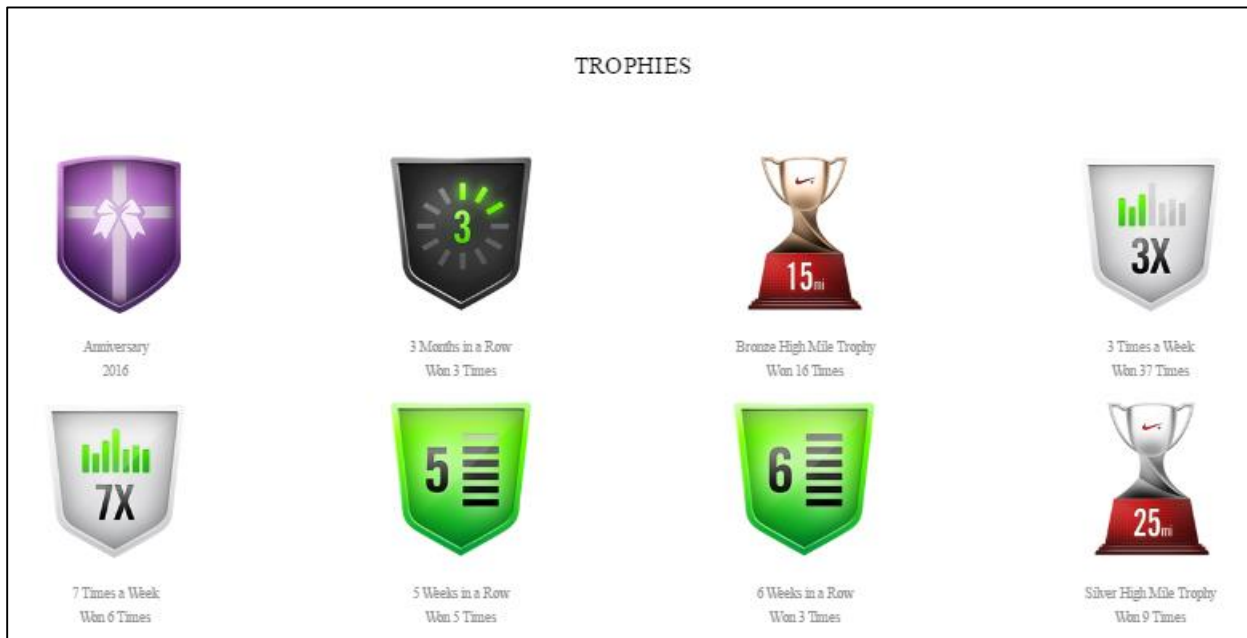 TROPHIES
3
15mi
3X
Anniversary
2016
3 Months in a Row
Won 3 Times
Bronze High Mile Trophy
Won 16 Times
3 Times a Week
Won 37 Times
7X
5
6
25mi
7 Times a Week
Won 6 Times
5 Weeks in a Row
Won 5 Times
6 Weeks in a Row
Won 3 Times
Silver High Mile Trophy
Won 9 Times